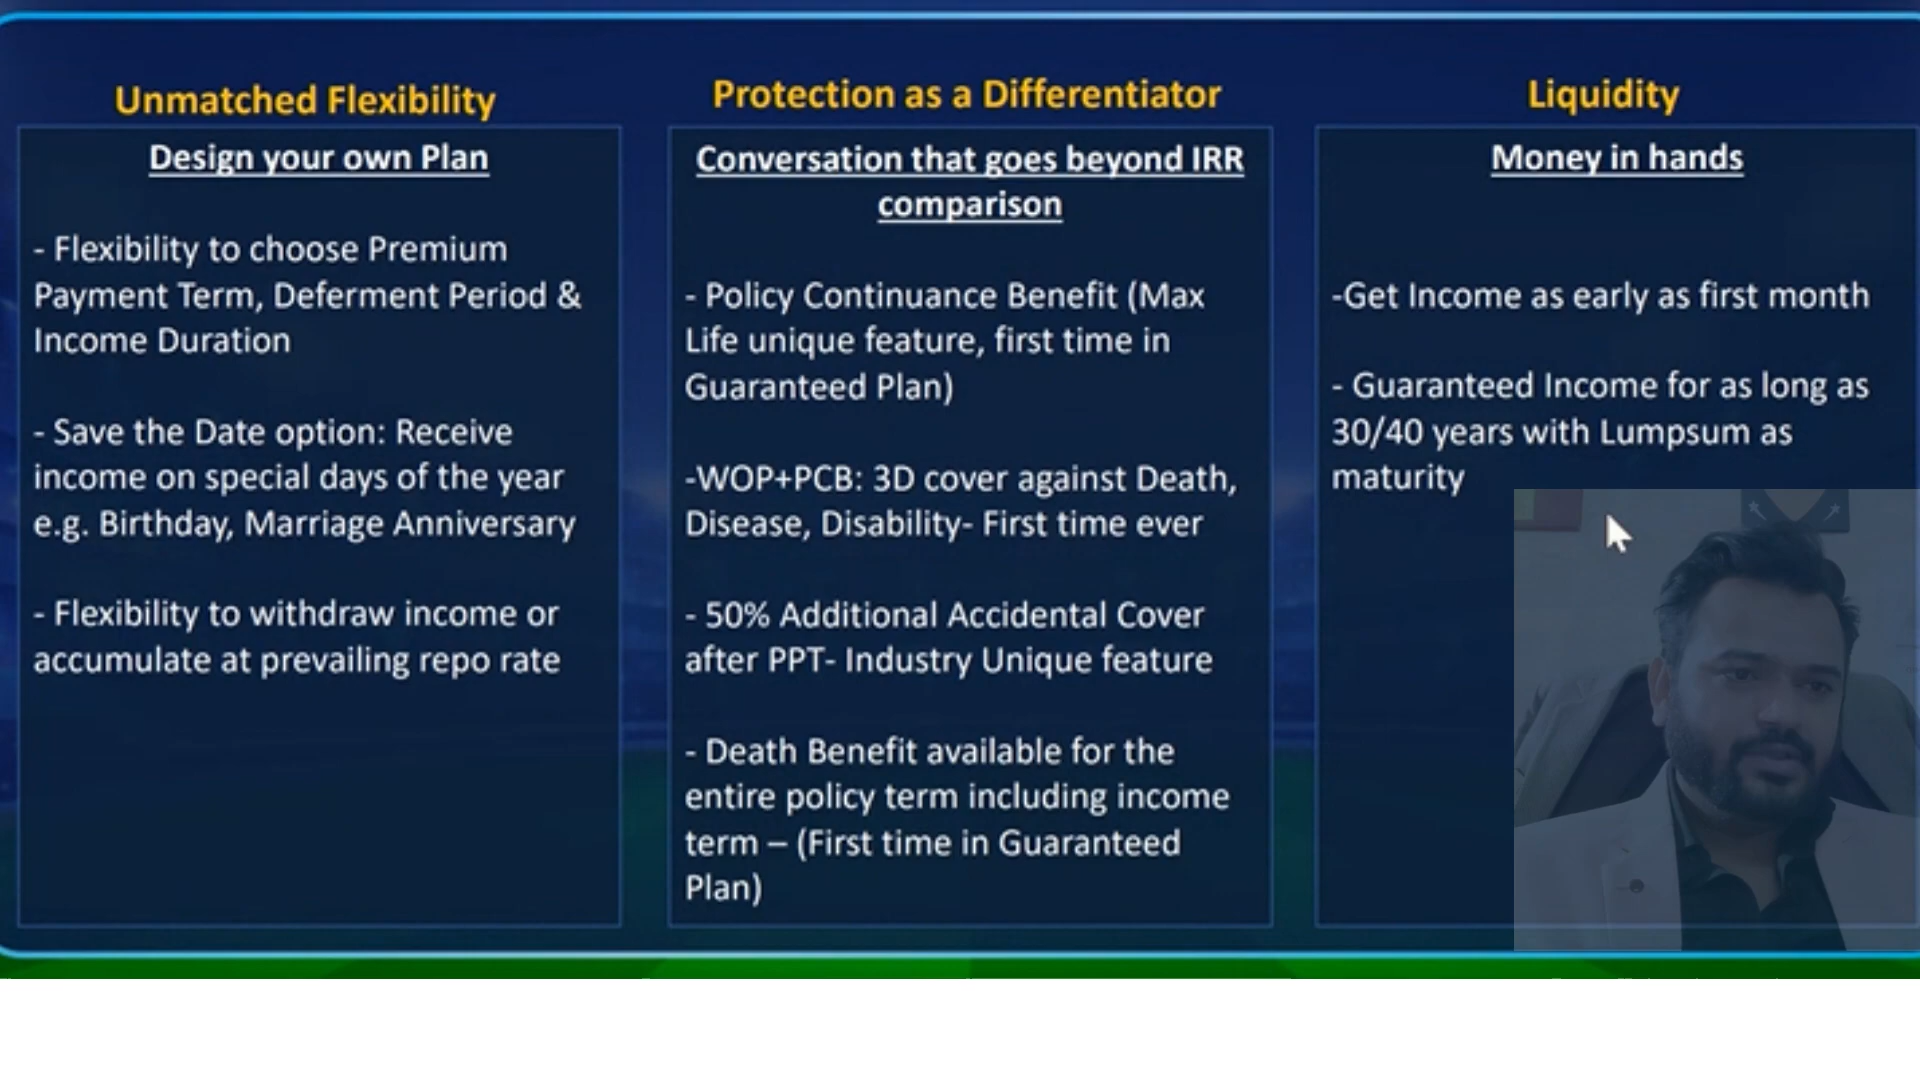 Unmatched Flexibility
Design your own Plan
- Flexibility to choose Premium
Payment Term, Deferment Period &
Income Duration
- Save the Date option: Receive
income on special days of the year
e.g. Birthday, Marriage Anniversary
- Flexibility to withdraw income or
accumulate at prevailing repo rate
Protection as a Differentiator
Conversation that goes beyond IRR
comparison
- Policy Continuance Benefit (Max
Life unique feature, first time in
Guaranteed Plan)
-WOP+PCB: 3D cover against Death,
Disease, Disability- First time ever
- 50% Additional Accidental Cover
after PPT- Industry Unique feature
- Death Benefit available for the
entire policy term including income
term – (First time in Guaranteed
Plan)
Liquidity
Money in hands
-Get Income as early as first month
- Guaranteed Income for as long as
30/40 years with Lumpsum as
maturity